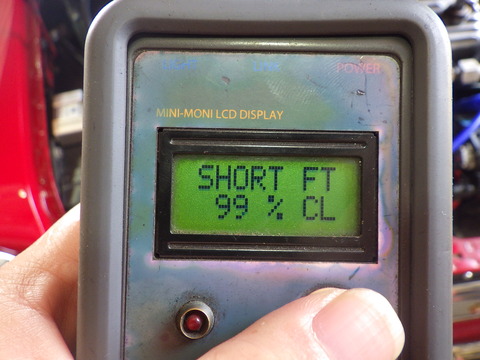 POWER
MINI-MONI LCD DISPLAY
SHORT FT
99 % CL